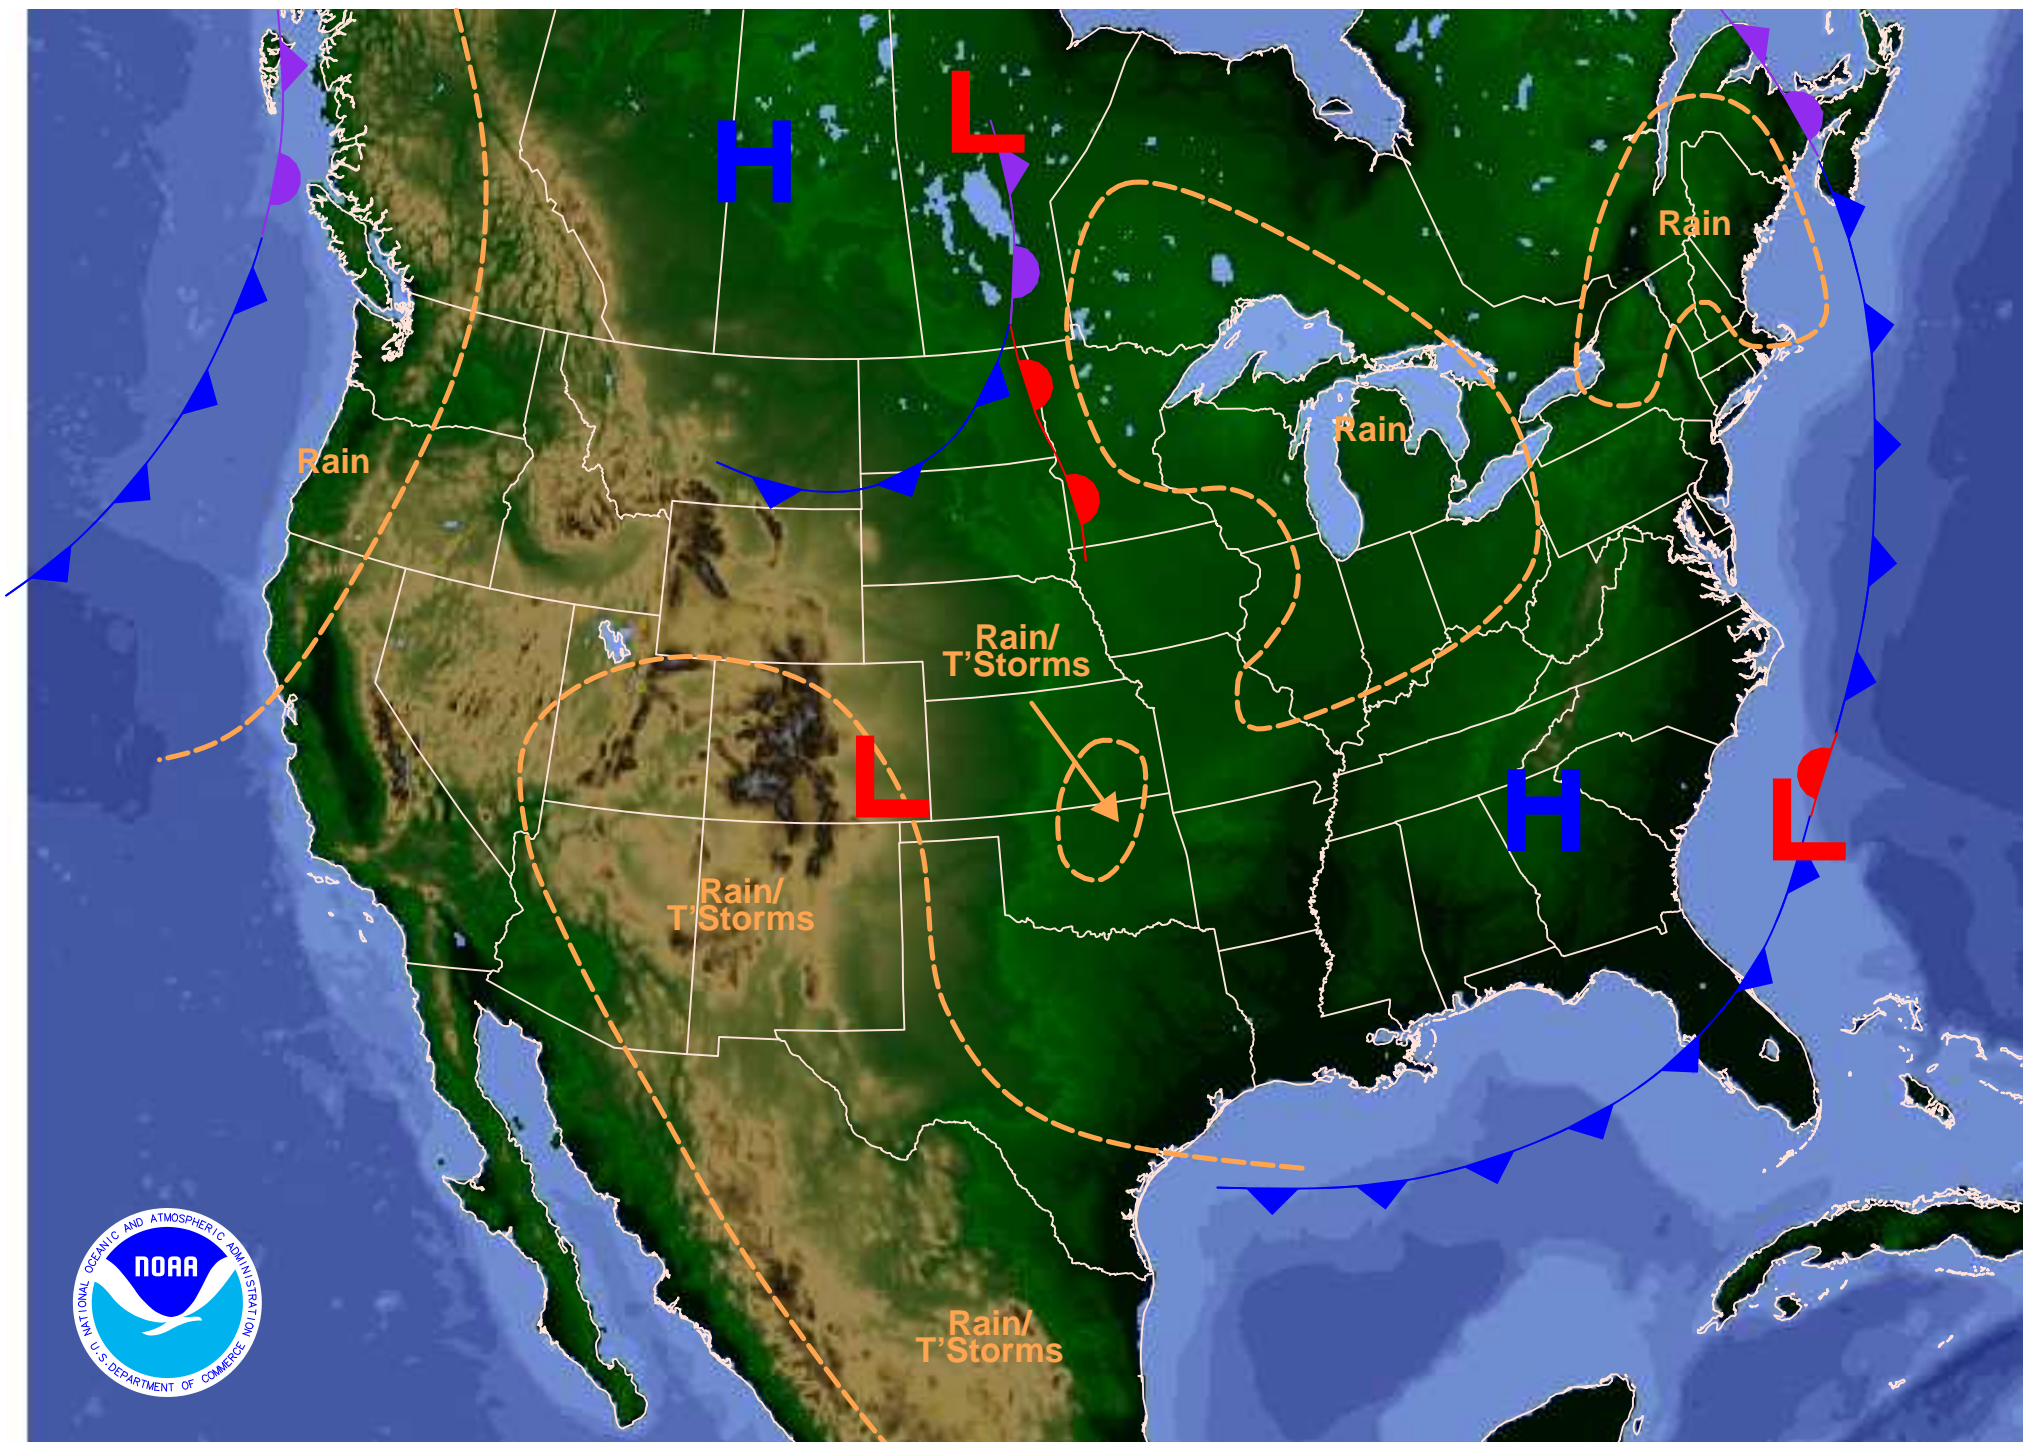 H
L
Rain
Rain
Rain
Rain/
T'Storms
L
H
L
Rain/
T'Storms
Rain/
T'Storms
NATIONAL OCEANIC AND ATMOSPHERIC ADMINISTRATION
NOAA
U.S. DEPARTMENT OF COMMERCE